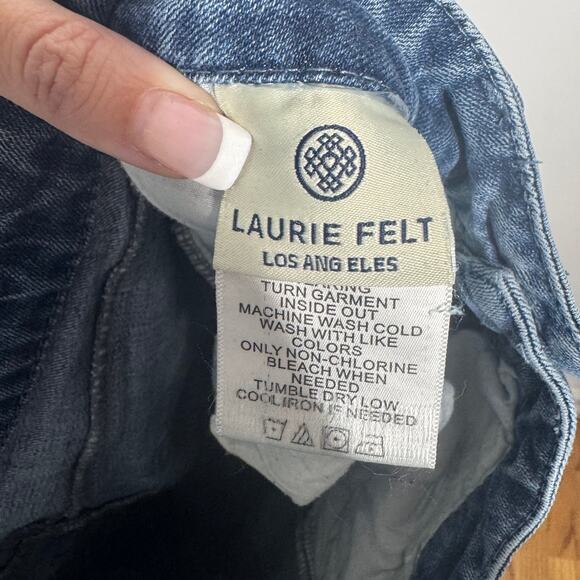 LAURIE FELT
LOS ANG ELES
TURN GARMENT
INSIDE OUT
MACHINE WASH COLD
WASH WITH LIKE
COLORS
ONLY NON-CHLORINE
BLEACH WHEN
NEEDED
TUMBLE DRY LOW
COOL IRON IF NEEDED